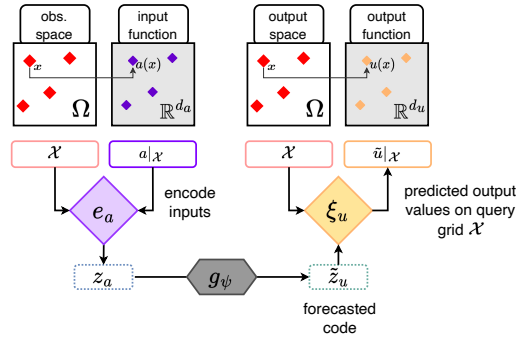 obs.
space
input
function
output
space
output
function
x
a(x)
x
u(x)
Ω
ℝ^{d_a}
Ω
ℝ^{d_u}
𝒳
a|_𝒳
𝒳
ũ|_𝒳
e_a
encode
inputs
ξ_u
predicted output
values on query
grid 𝒳
z_a
g_ψ
z̃_u
forecasted
code